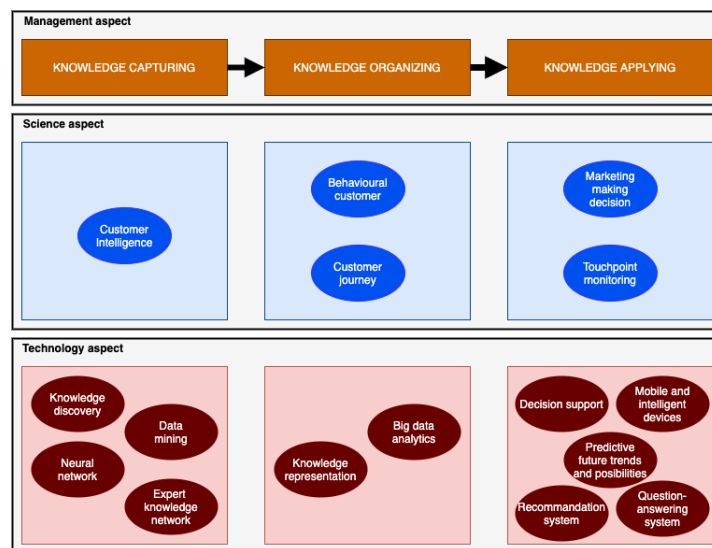 Management aspect
KNOWLEDGE CAPTURING
KNOWLEDGE ORGANIZING
KNOWLEDGE APPLYING
Science aspect
Customer
Intelligence
Behavioural
customer
Customer
journey
Marketing
making
decision
Touchpoint
monitoring
Technology aspect
Knowledge
discovery
Data
mining
Neural
network
Expert
knowledge
network
Big data
analytics
Knowledge
representation
Decision support
Mobile and
intelligent
devices
Predictive
future trends
and posibilities
Recommandation
system
Question-
answering
system